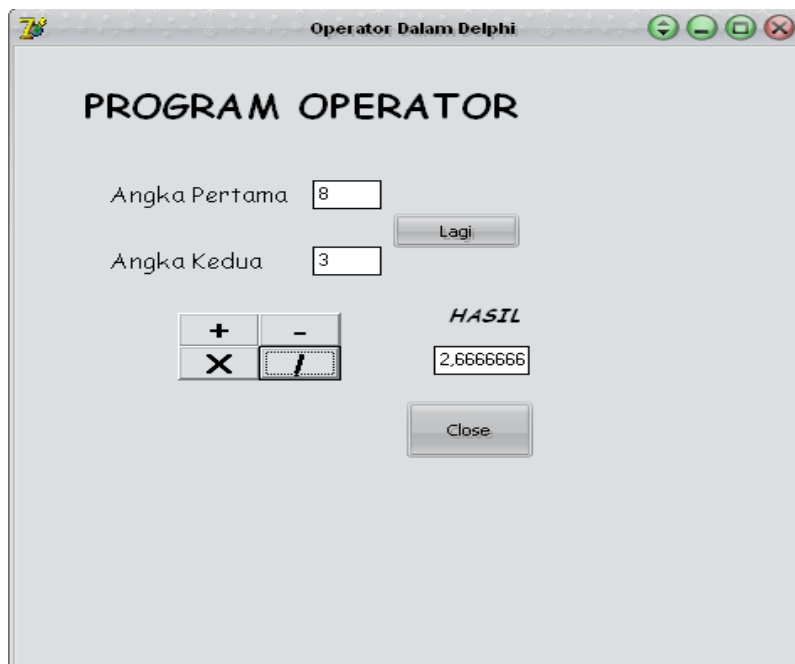 Operator Dalam Delphi
PROGRAM OPERATOR
Angka Pertama 8
Lagi
Angka Kedua 3
+ -
HASIL
X /
2,6666666
Close